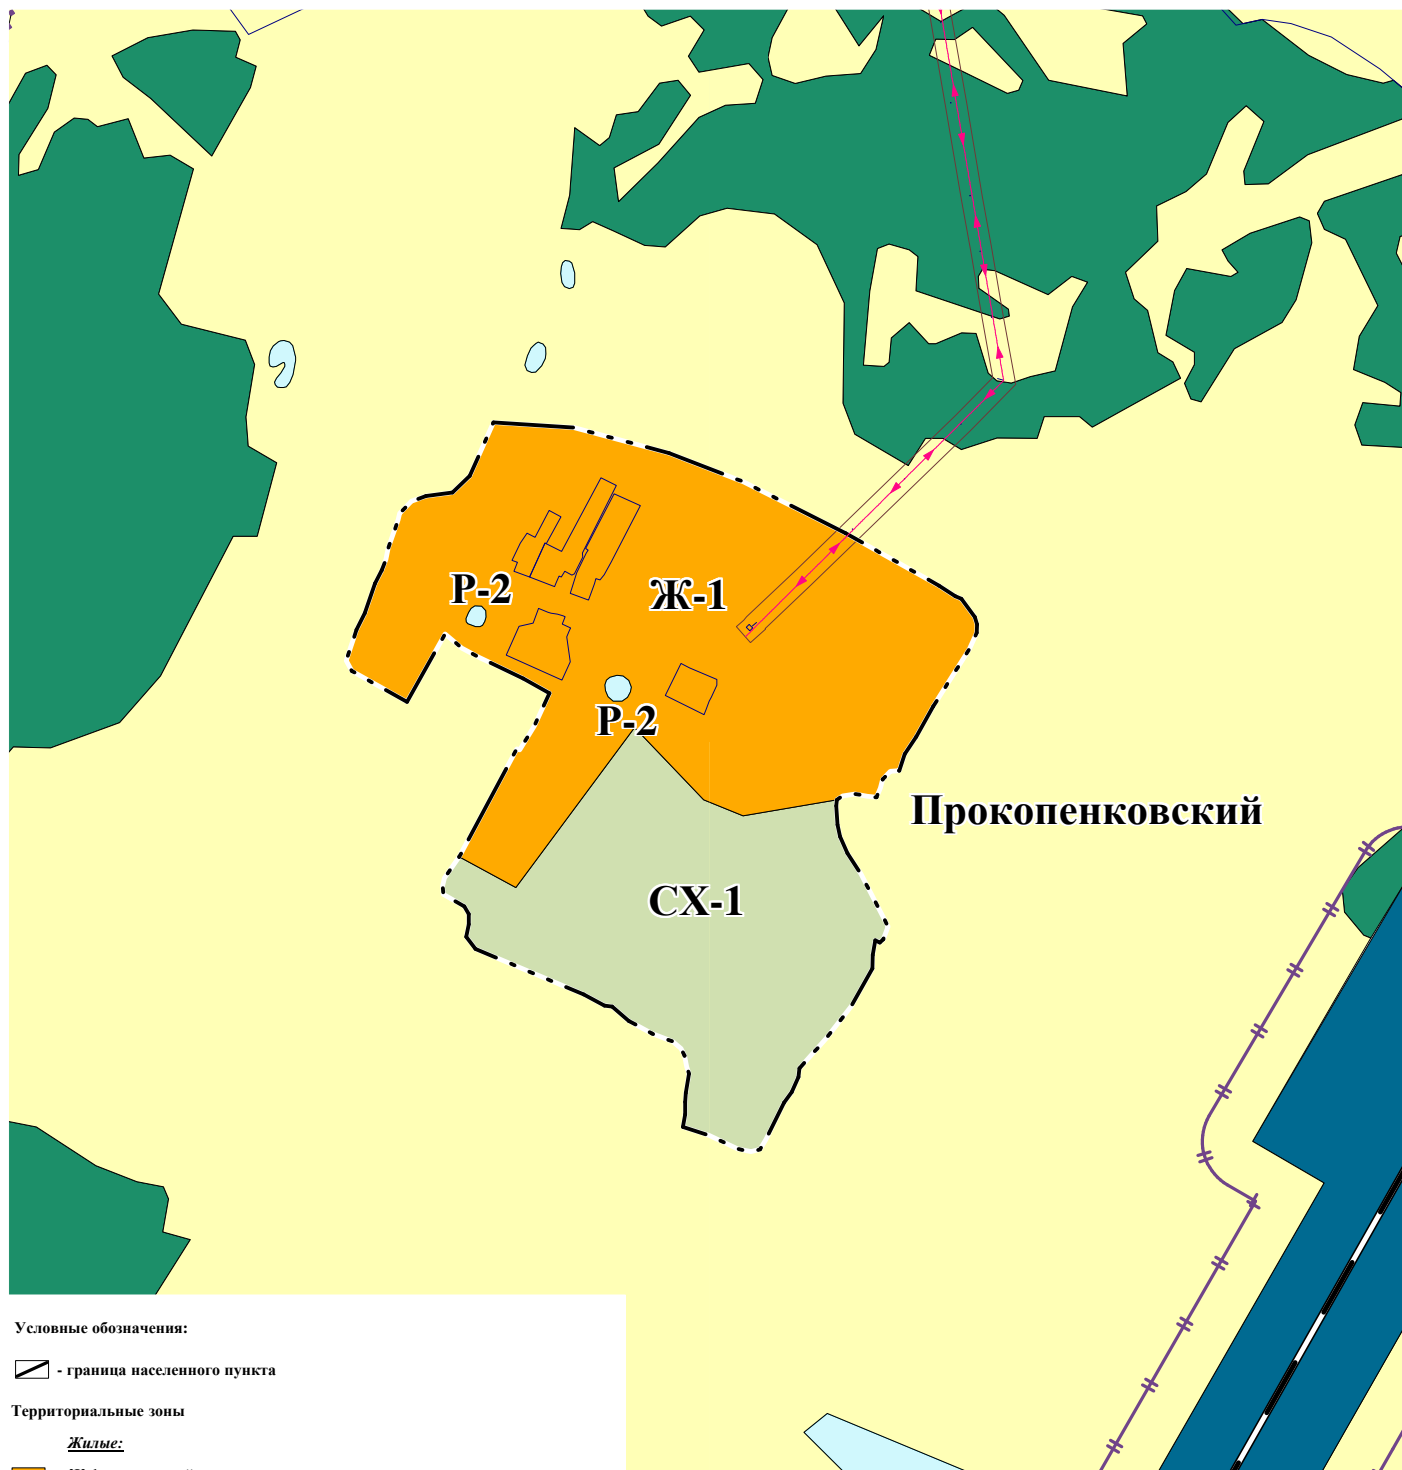 Р-2
Ж-1
Р-2
Прокопенковский
СХ-1
Условные обозначения:
- граница населенного пункта
Территориальные зоны
Жилые: